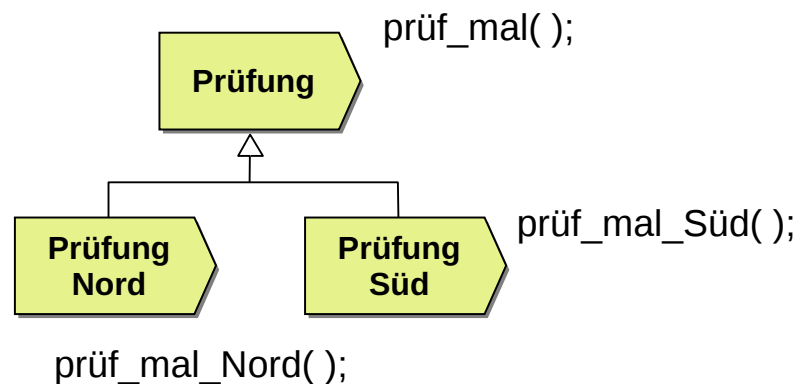 prüf_mal( );
Prüfung
Prüfung
Nord
Prüfung
Süd
prüf_mal_Süd( );
prüf_mal_Nord( );